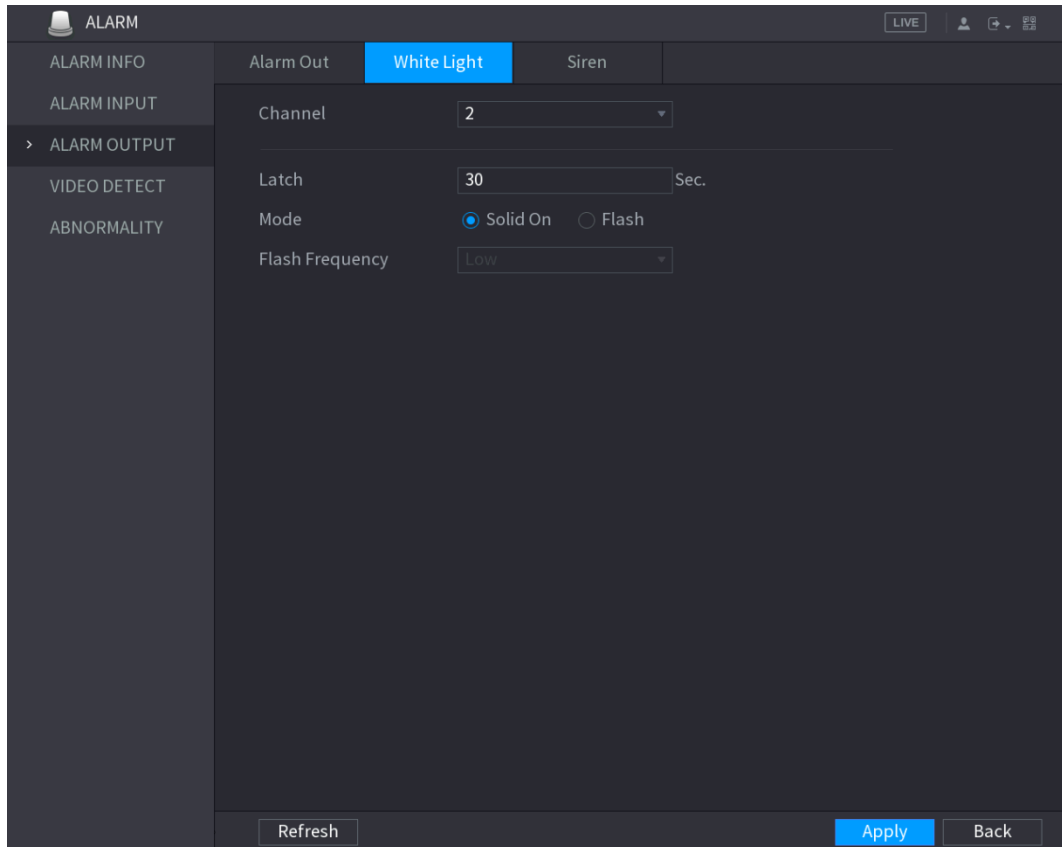 ALARM
LIVE
ALARM INFO
ALARM INPUT
ALARM OUTPUT
VIDEO DETECT
ABNORMALITY
Alarm Out White Light Siren
Channel 2
Latch 30 Sec.
Mode Solid On Flash
Flash Frequency Low
Refresh Apply Back